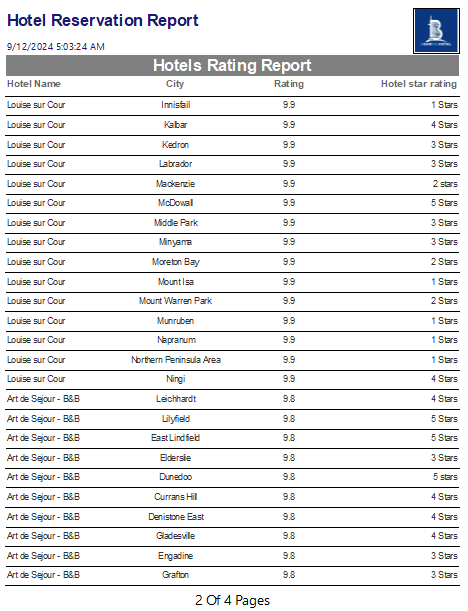 Hotel Reservation Report
9/12/2024 5:03:24 AM
Hotels Rating Report
Hotel Name City Rating Hotel star rating
Louise sur Cour Innisfail 9.9 1 Stars
Louise sur Cour Kalbar 9.9 4 Stars
Louise sur Cour Kedron 9.9 3 Stars
Louise sur Cour Labrador 9.9 3 Stars
Louise sur Cour Mackenzie 9.9 2 stars
Louise sur Cour McDowall 9.9 5 Stars
Louise sur Cour Middle Park 9.9 3 Stars
Louise sur Cour Minyama 9.9 3 Stars
Louise sur Cour Moreton Bay 9.9 2 Stars
Louise sur Cour Mount Isa 9.9 1 Stars
Louise sur Cour Mount Warren Park 9.9 2 Stars
Louise sur Cour Munruben 9.9 1 Stars
Louise sur Cour Napranum 9.9 1 Stars
Louise sur Cour Northern Peninsula Area 9.9 1 Stars
Louise sur Cour Ningi 9.9 4 Stars
Art de Sejour - B&B Leichhardt 9.8 4 Stars
Art de Sejour - B&B Lilyfield 9.8 5 Stars
Art de Sejour - B&B East Lindfield 9.8 5 Stars
Art de Sejour - B&B Elderslie 9.8 3 Stars
Art de Sejour - B&B Dunedoo 9.8 5 stars
Art de Sejour - B&B Currans Hill 9.8 4 Stars
Art de Sejour - B&B Denistone East 9.8 4 Stars
Art de Sejour - B&B Gladesville 9.8 4 Stars
Art de Sejour - B&B Engadine 9.8 3 Stars
Art de Sejour - B&B Grafton 9.8 3 Stars
2 Of 4 Pages